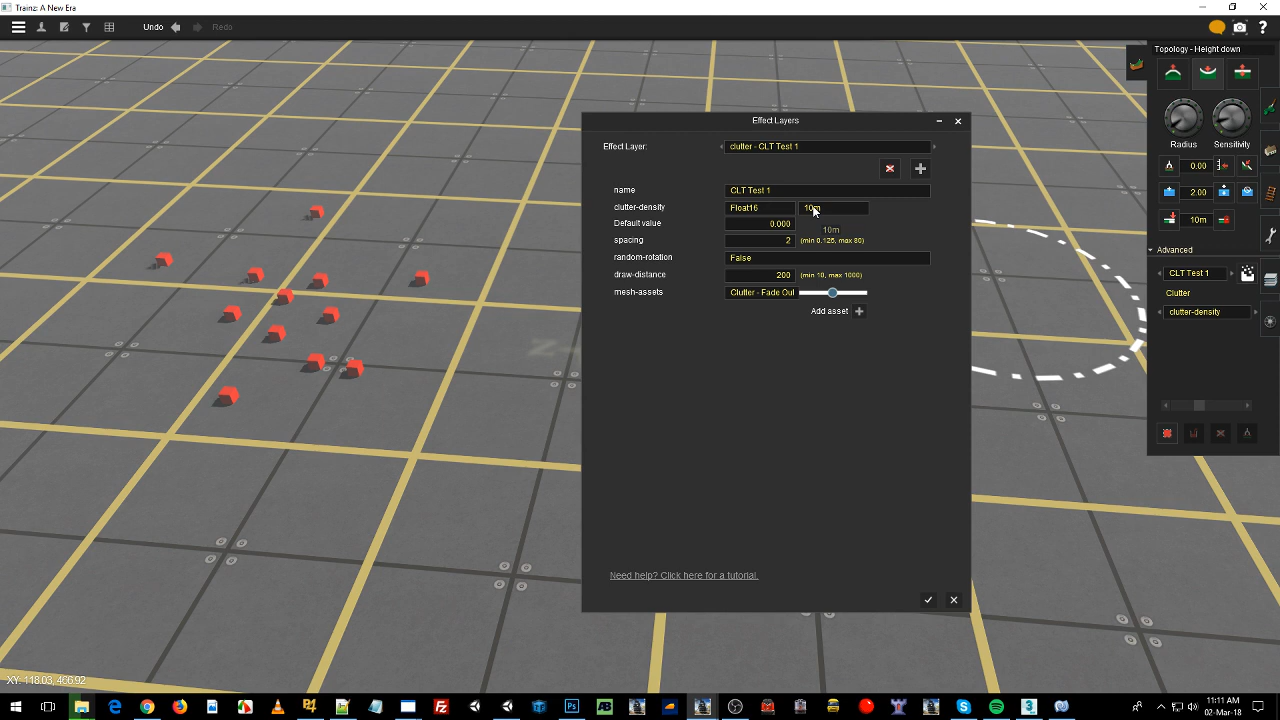 Trainz: A New Era
Undo
Redo
Topology - Height down
Radius
Sensitivity
0.00
2.00
10m
Advanced
CLT Test 1
Clutter
clutter-density
Effect Layers
Effect Layer:
clutter - CLT Test 1
name
CLT Test 1
clutter-density
Float16
10m
10m
Default value
0.000
spacing
2
(min 0.125, max 80)
random-rotation
False
draw-distance
200
(min 10, max 1000)
mesh-assets
Clutter - Fade Out
Add asset
Need help? Click here for a tutorial.
XY: 118.03, 466.92
11:11 AM
02-Mar-18